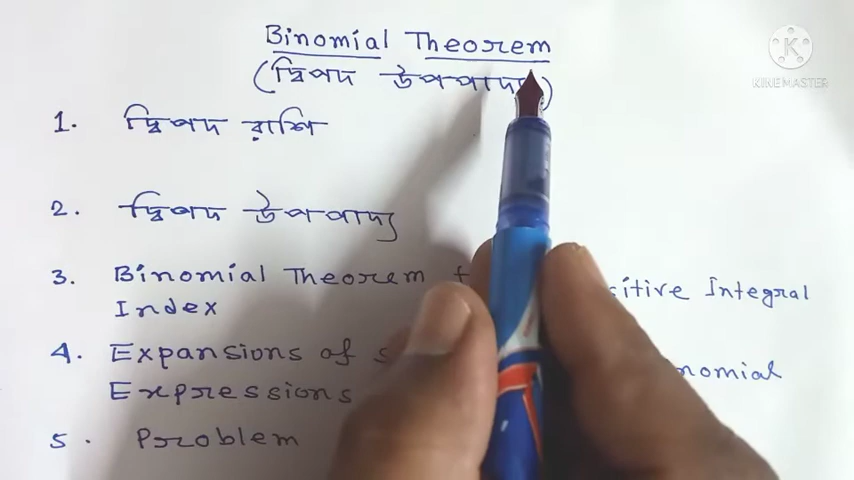 Binomial Theorem
(দ্বিপদ উপপাদ্য)
1. দ্বিপদ রাশি
2. দ্বিপদ উপপাদ্য
3. Binomial Theorem Integral
Index
4. Expansions of
Expressions
5. Problem
KINEMASTER